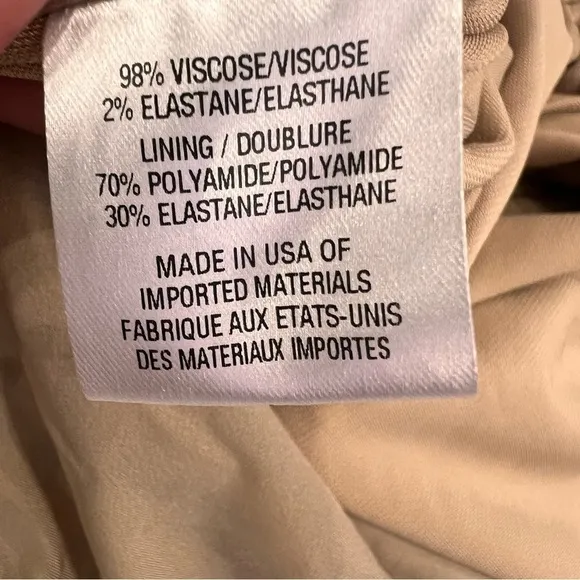 98% VISCOSE/VISCOSE
2% ELASTANE/ELASTHANE
LINING / DOUBLURE
70% POLYAMIDE/POLYAMIDE
30% ELASTANE/ELASTHANE
MADE IN USA OF
IMPORTED MATERIALS
FABRIQUE AUX ETATS-UNIS
DES MATERIAUX IMPORTES